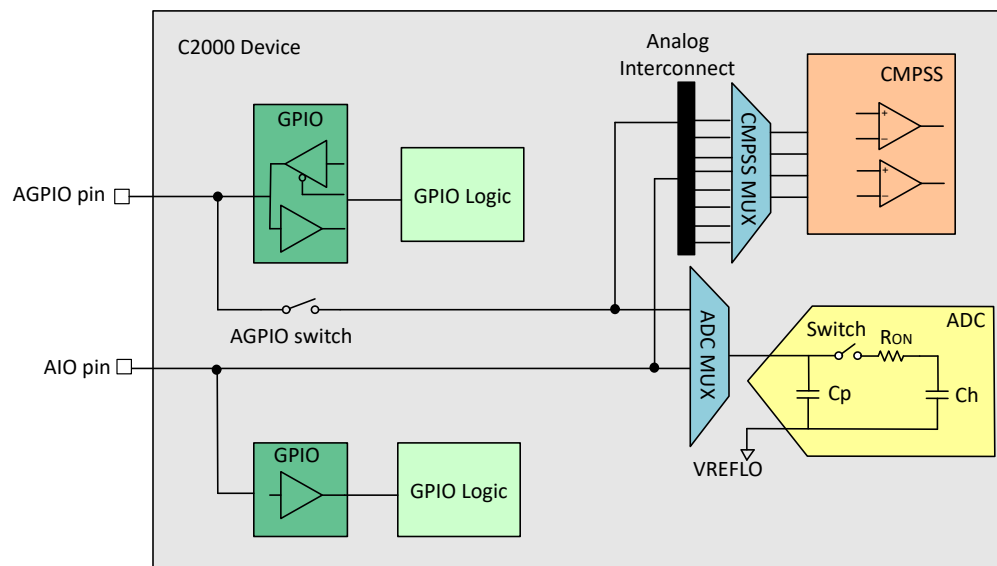 C2000 Device
Analog
Interconnect
CMPSS
GPIO
CMPSS MUX
+
−
+
−
GPIO Logic
AGPIO pin
AGPIO switch
ADC MUX
ADC
Switch
RON
AIO pin
Cp
Ch
VREFLO
GPIO
GPIO Logic